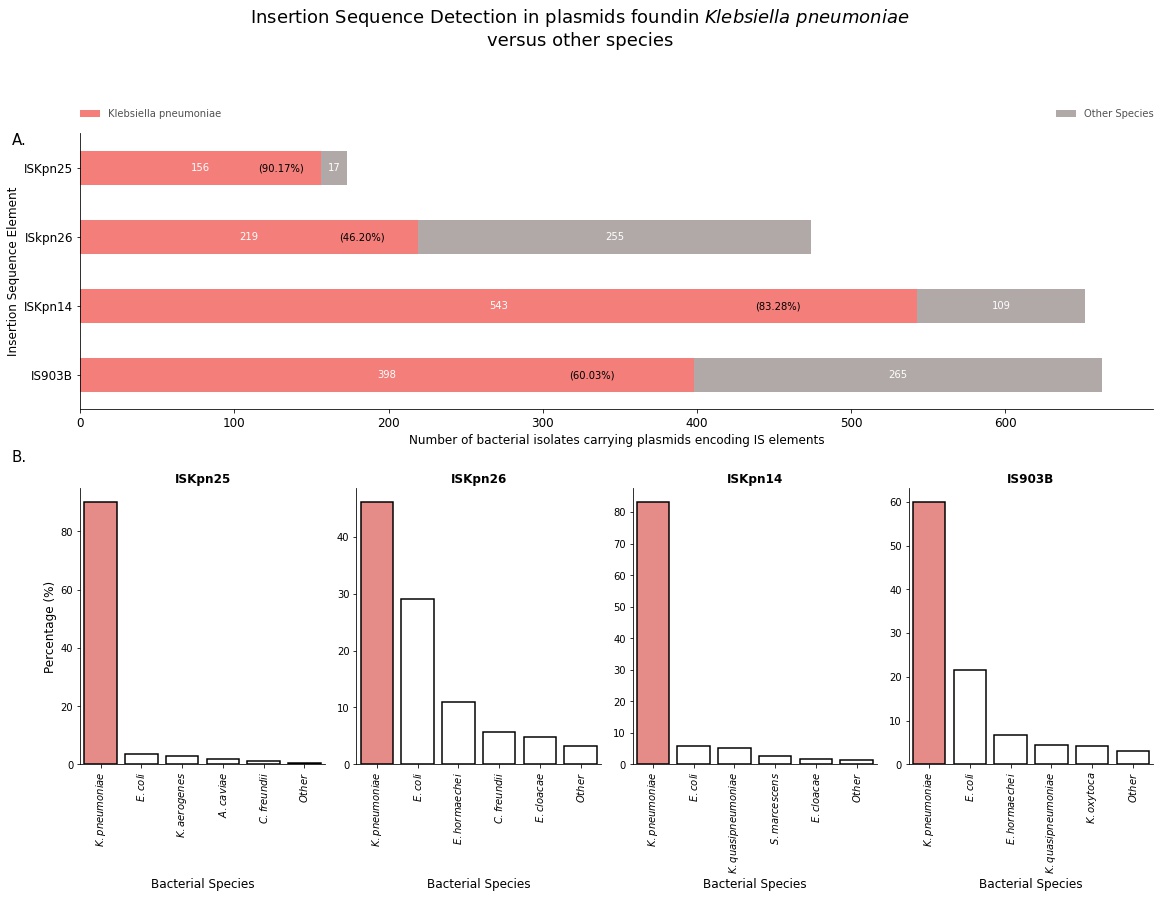 Insertion Sequence Detection in plasmids foundin Klebsiella pneumoniae
versus other species
Klebsiella pneumoniae
Other Species
A.
Insertion Sequence Element
ISKpn25
156
(90.17%)
17
ISkpn26
219
(46.20%)
255
ISKpn14
543
(83.28%)
109
IS903B
398
(60.03%)
265
0 100 200 300 400 500 600
Number of bacterial isolates carrying plasmids encoding IS elements
B.
Percentage (%)
ISKpn25
80
60
40
20
0
K. pneumoniae
E. coli
K. aerogenes
A. caviae
C. freundii
Other
Bacterial Species
ISKpn26
40
30
20
10
0
K. pneumoniae
E. coli
E. hormaechei
C. freundii
E. cloacae
Other
Bacterial Species
ISKpn14
80
70
60
50
40
30
20
10
0
K. pneumoniae
E. coli
K. quasipneumoniae
S. marcescens
E. cloacae
Other
Bacterial Species
IS903B
60
50
40
30
20
10
0
K. pneumoniae
E. coli
E. hormaechei
K. quasipneumoniae
K. oxytoca
Other
Bacterial Species